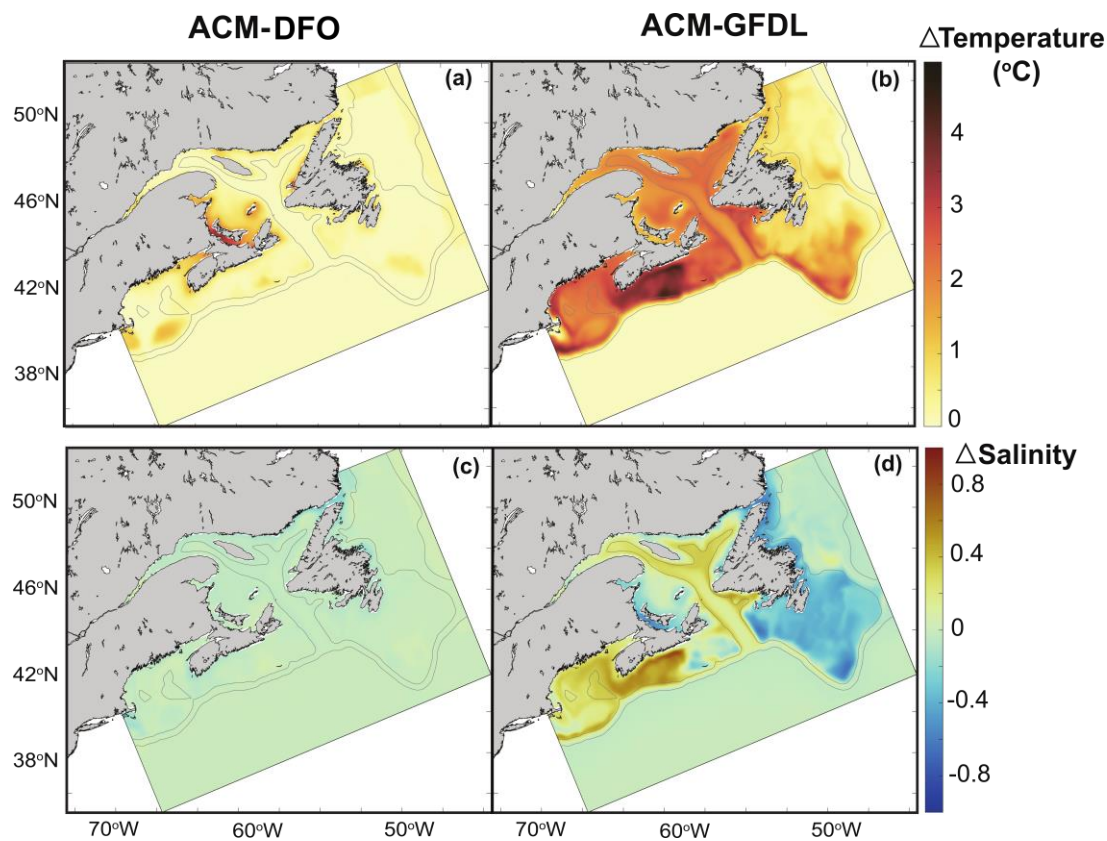 ACM-DFO
ACM-GFDL
△Temperature
(°C)
(a)
(b)
50°N
46°N
42°N
38°N
4
3
2
1
0
(c)
(d)
△Salinity
50°N
46°N
42°N
38°N
0.8
0.4
0
-0.4
-0.8
70°W
60°W
50°W
70°W
60°W
50°W